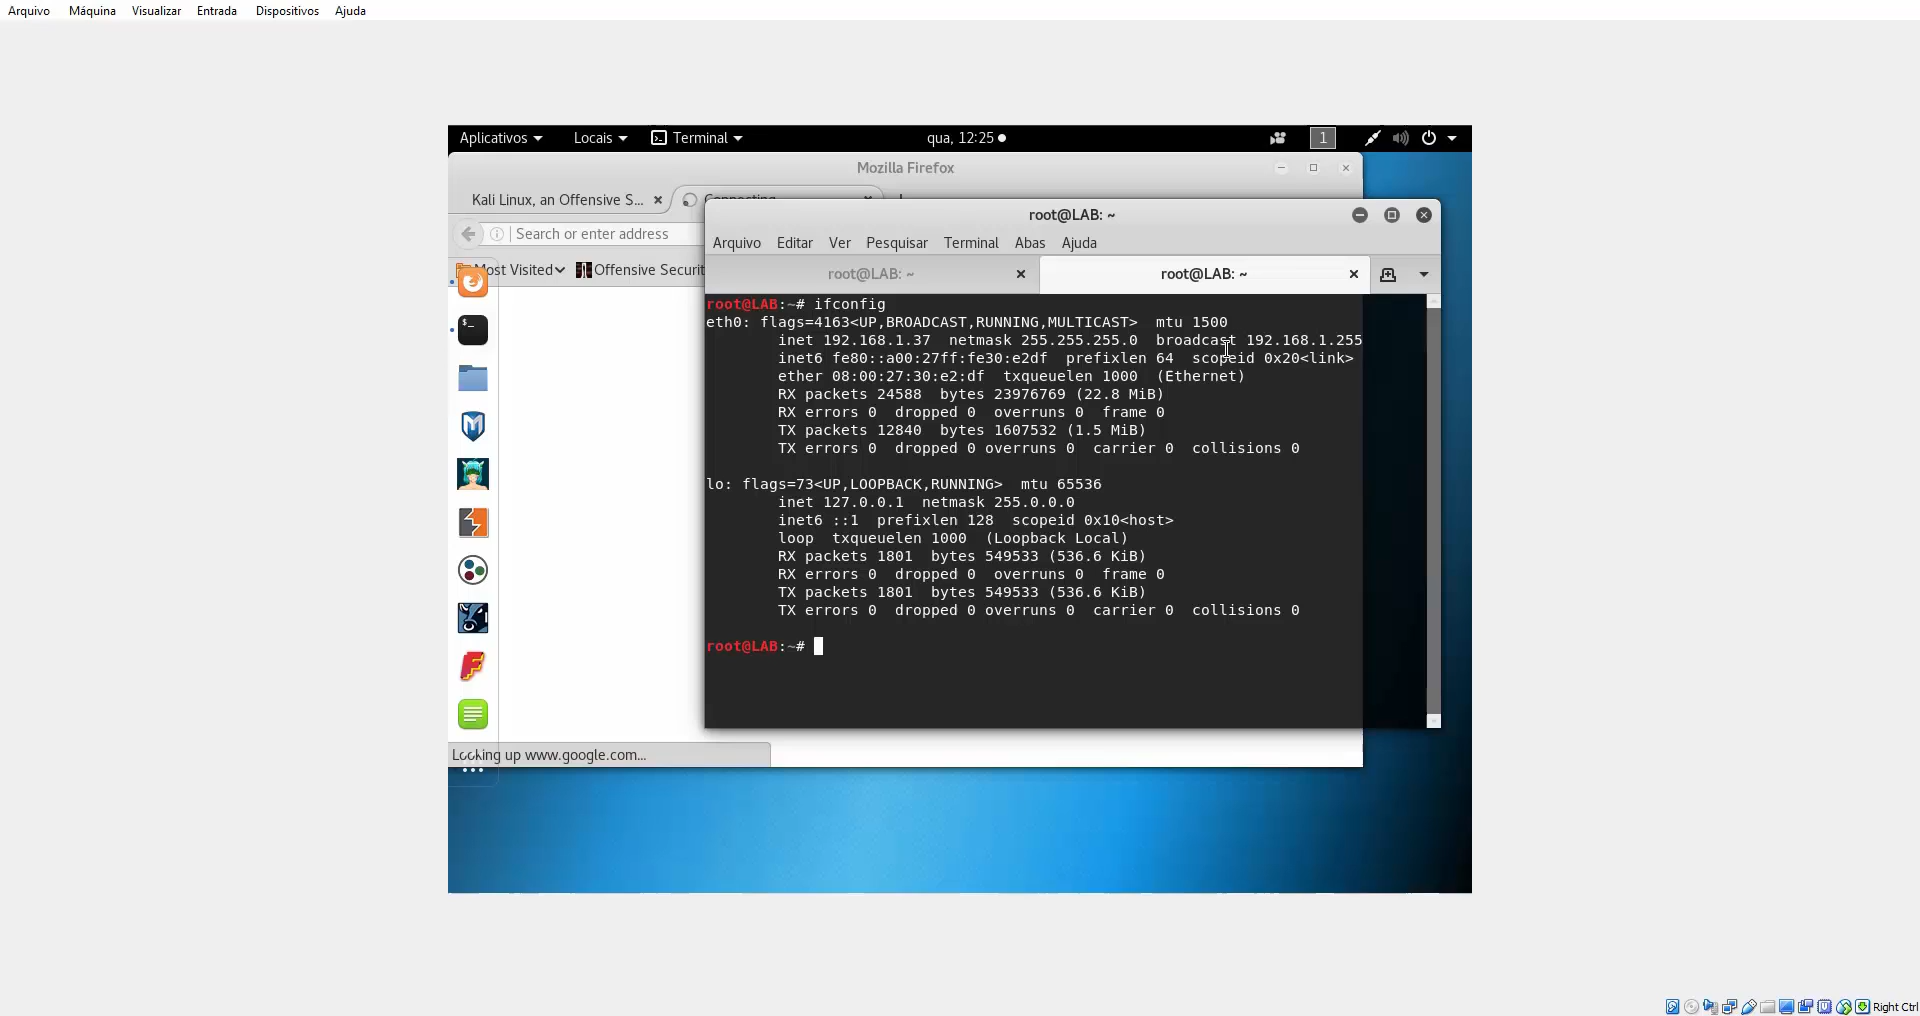 Arquivo Máquina Visualizar Entrada Dispositivos Ajuda
Aplicativos Locais Terminal qua, 12:25 1
Mozilla Firefox
Kali Linux, an Offensive S... Connecting
root@LAB: ~
Search or enter address
Arquivo Editar Ver Pesquisar Terminal Abas Ajuda
Most Visited Offensive Securit
root@LAB: ~ root@LAB: ~
root@LAB:~# ifconfig
eth0: flags=4163<UP,BROADCAST,RUNNING,MULTICAST> mtu 1500
inet 192.168.1.37 netmask 255.255.255.0 broadcast 192.168.1.255
inet6 fe80::a00:27ff:fe30:e2df prefixlen 64 scopeid 0x20<link>
ether 08:00:27:30:e2:df txqueuelen 1000 (Ethernet)
RX packets 24588 bytes 23976769 (22.8 MiB)
RX errors 0 dropped 0 overruns 0 frame 0
TX packets 12840 bytes 1607532 (1.5 MiB)
TX errors 0 dropped 0 overruns 0 carrier 0 collisions 0
lo: flags=73<UP,LOOPBACK,RUNNING> mtu 65536
inet 127.0.0.1 netmask 255.0.0.0
inet6 ::1 prefixlen 128 scopeid 0x10<host>
loop txqueuelen 1000 (Loopback Local)
RX packets 1801 bytes 549533 (536.6 KiB)
RX errors 0 dropped 0 overruns 0 frame 0
TX packets 1801 bytes 549533 (536.6 KiB)
TX errors 0 dropped 0 overruns 0 carrier 0 collisions 0
root@LAB:~#
Looking up www.google.com...
Right Ctrl